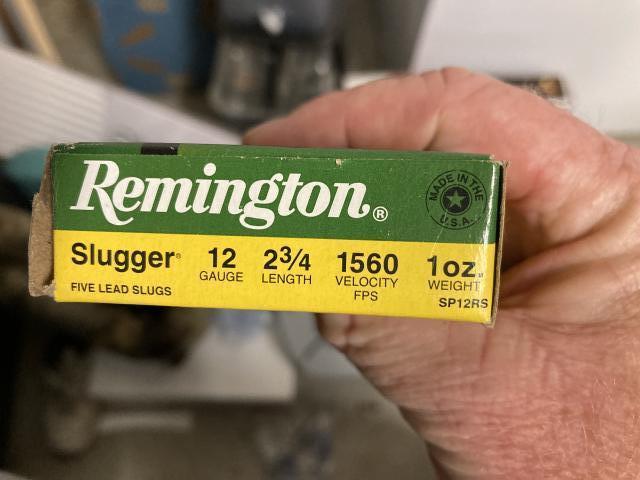 Remington®
MADE IN THE U.S.A.
Slugger®
FIVE LEAD SLUGS
12
GAUGE
2¾
LENGTH
1560
VELOCITY
FPS
1oz.
WEIGHT
SP12RS